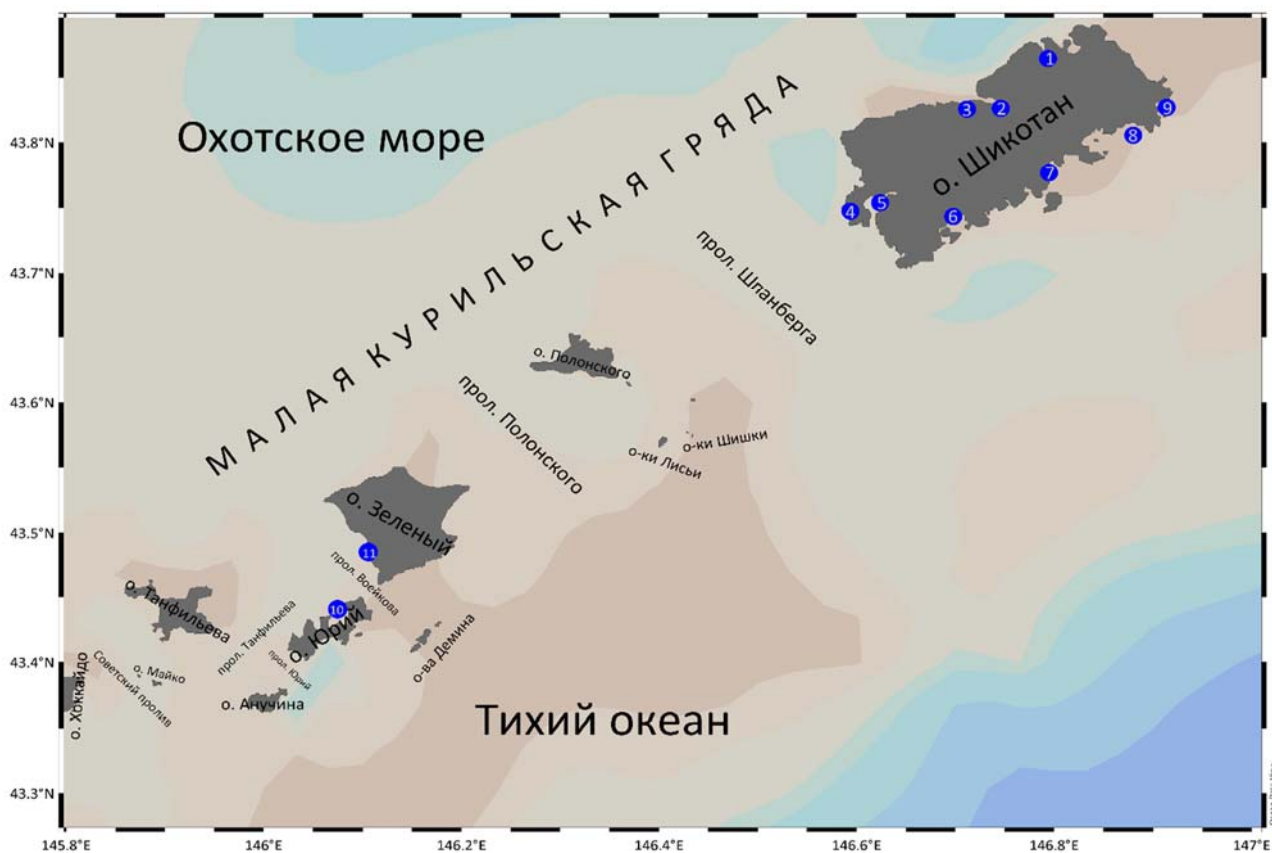 43.8°N
43.7°N
43.6°N
43.5°N
43.4°N
43.3°N
Охотское море
МАЛАЯ КУРИЛЬСКАЯ ГРЯДА
о. Шикотан
1
2
3
4
5
6
7
8
9
прол. Шпанберга
о. Полонского
прол. Полонского
о-ки Шишки
о-ки Лисьи
о. Зеленый
11
прол. Воейкова
о. Танфильева
10
о. Юрий
прол. Танфильева
прол. Юрий
о-ва Демина
о. Майко
Советский пролив
о. Хоккайдо
о. Анучина
Тихий океан
145.8°E
146°E
146.2°E
146.4°E
146.6°E
146.8°E
147°E